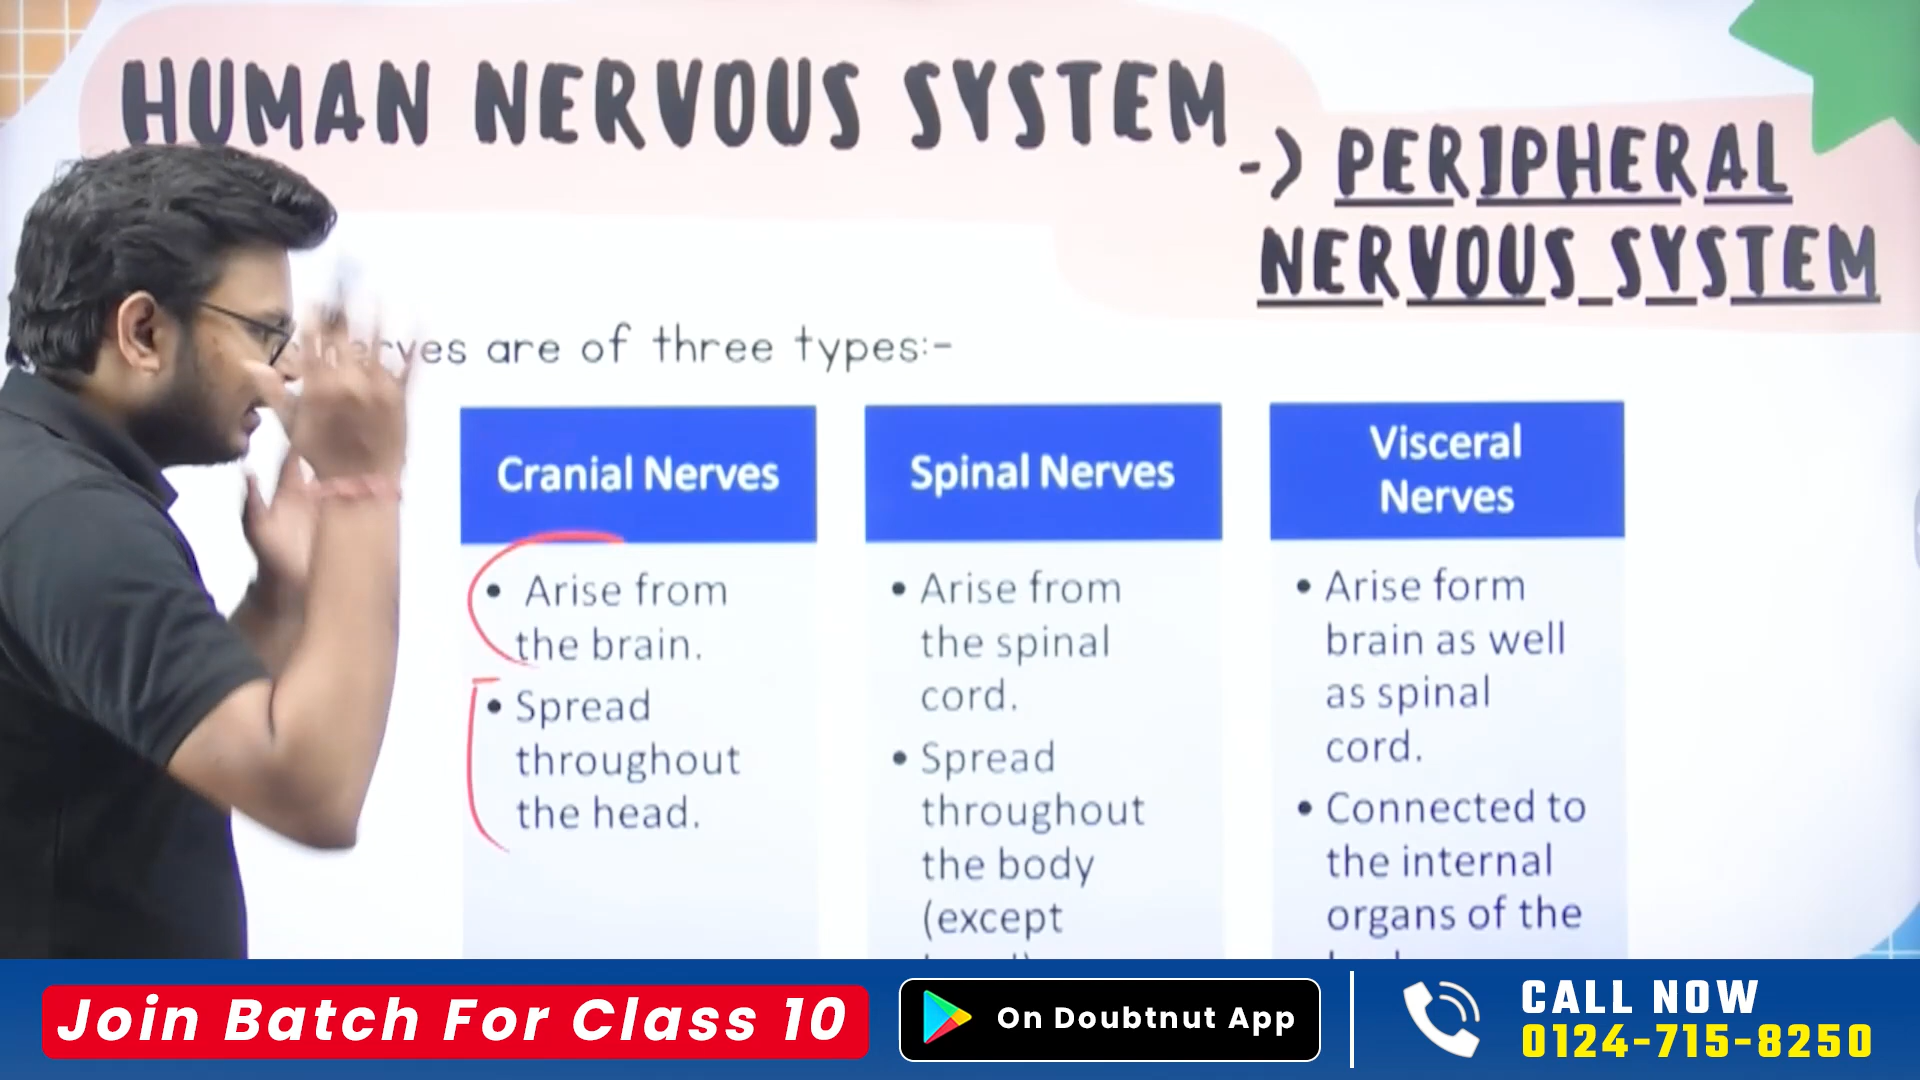 HUMAN NERVOUS SYSTEM
-> PERIPHERAL
NERVOUS SYSTEM
are of three types:-
Cranial Nerves
• Arise from
the brain.
• Spread
throughout
the head.
Spinal Nerves
• Arise from
the spinal
cord.
• Spread
throughout
the body
(except
Visceral
Nerves
• Arise form
brain as well
as spinal
cord.
• Connected to
the internal
organs of the
Join Batch For Class 10
On Doubtnut App
CALL NOW
0124-715-8250